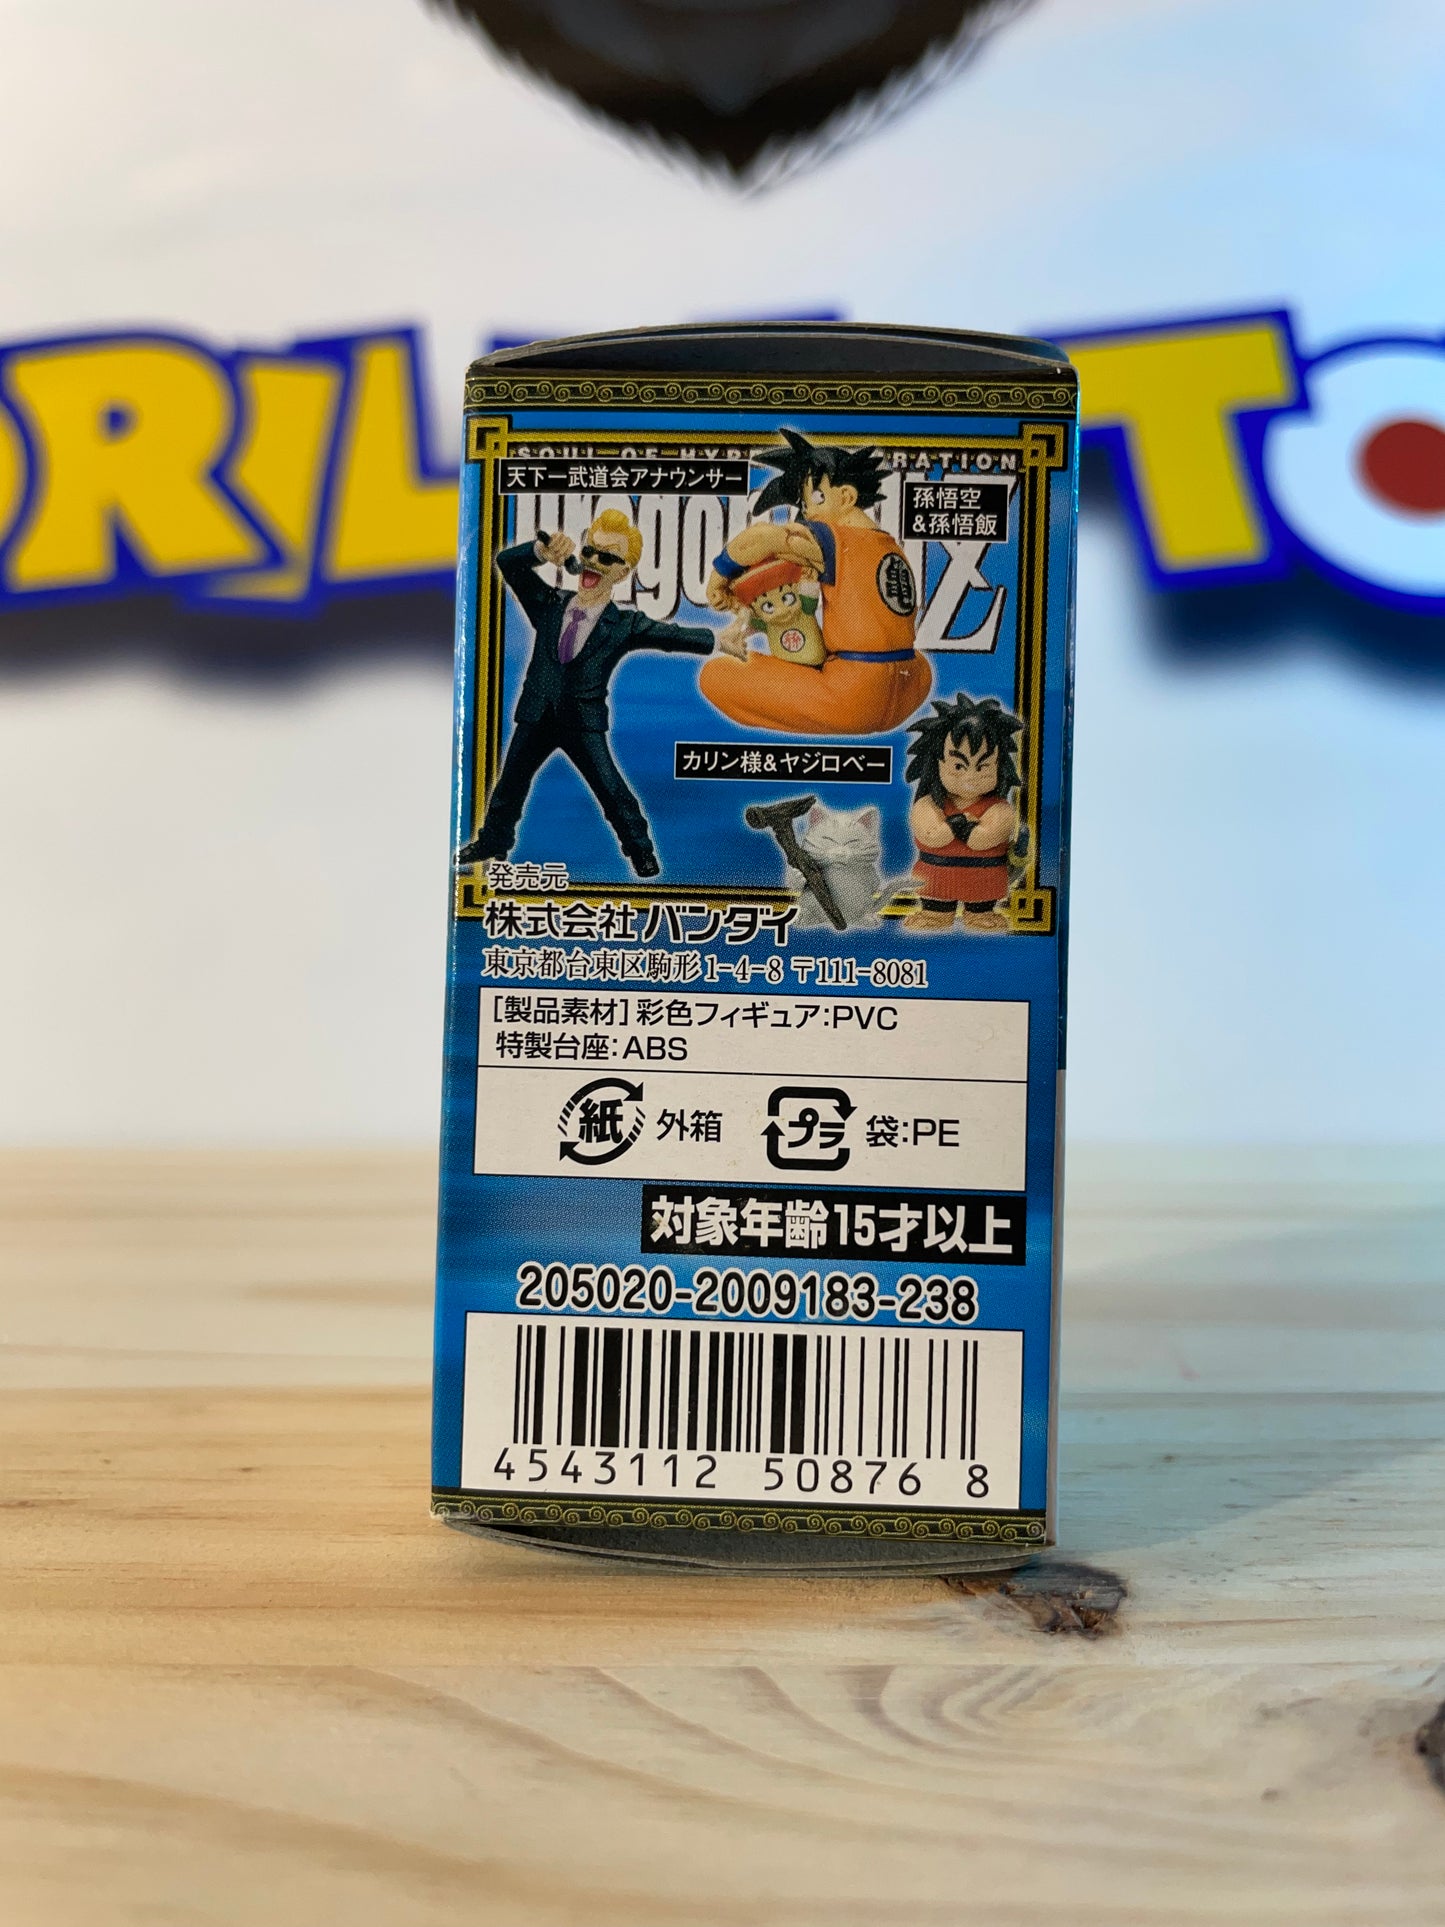 SOUL OF HYPE RATION
天下一武道会アナウンサー
孫悟空
&孫悟飯
Z
カリン様&ヤジロベー
発売元
株式会社 バンダイ
東京都台東区駒形1-4-8 〒111-8081
[製品素材] 彩色フィギュア:PVC
特製台座:ABS
紙 外箱 プラ 袋:PE
対象年齢15才以上
205020-2009183-238
4543112 50876 8